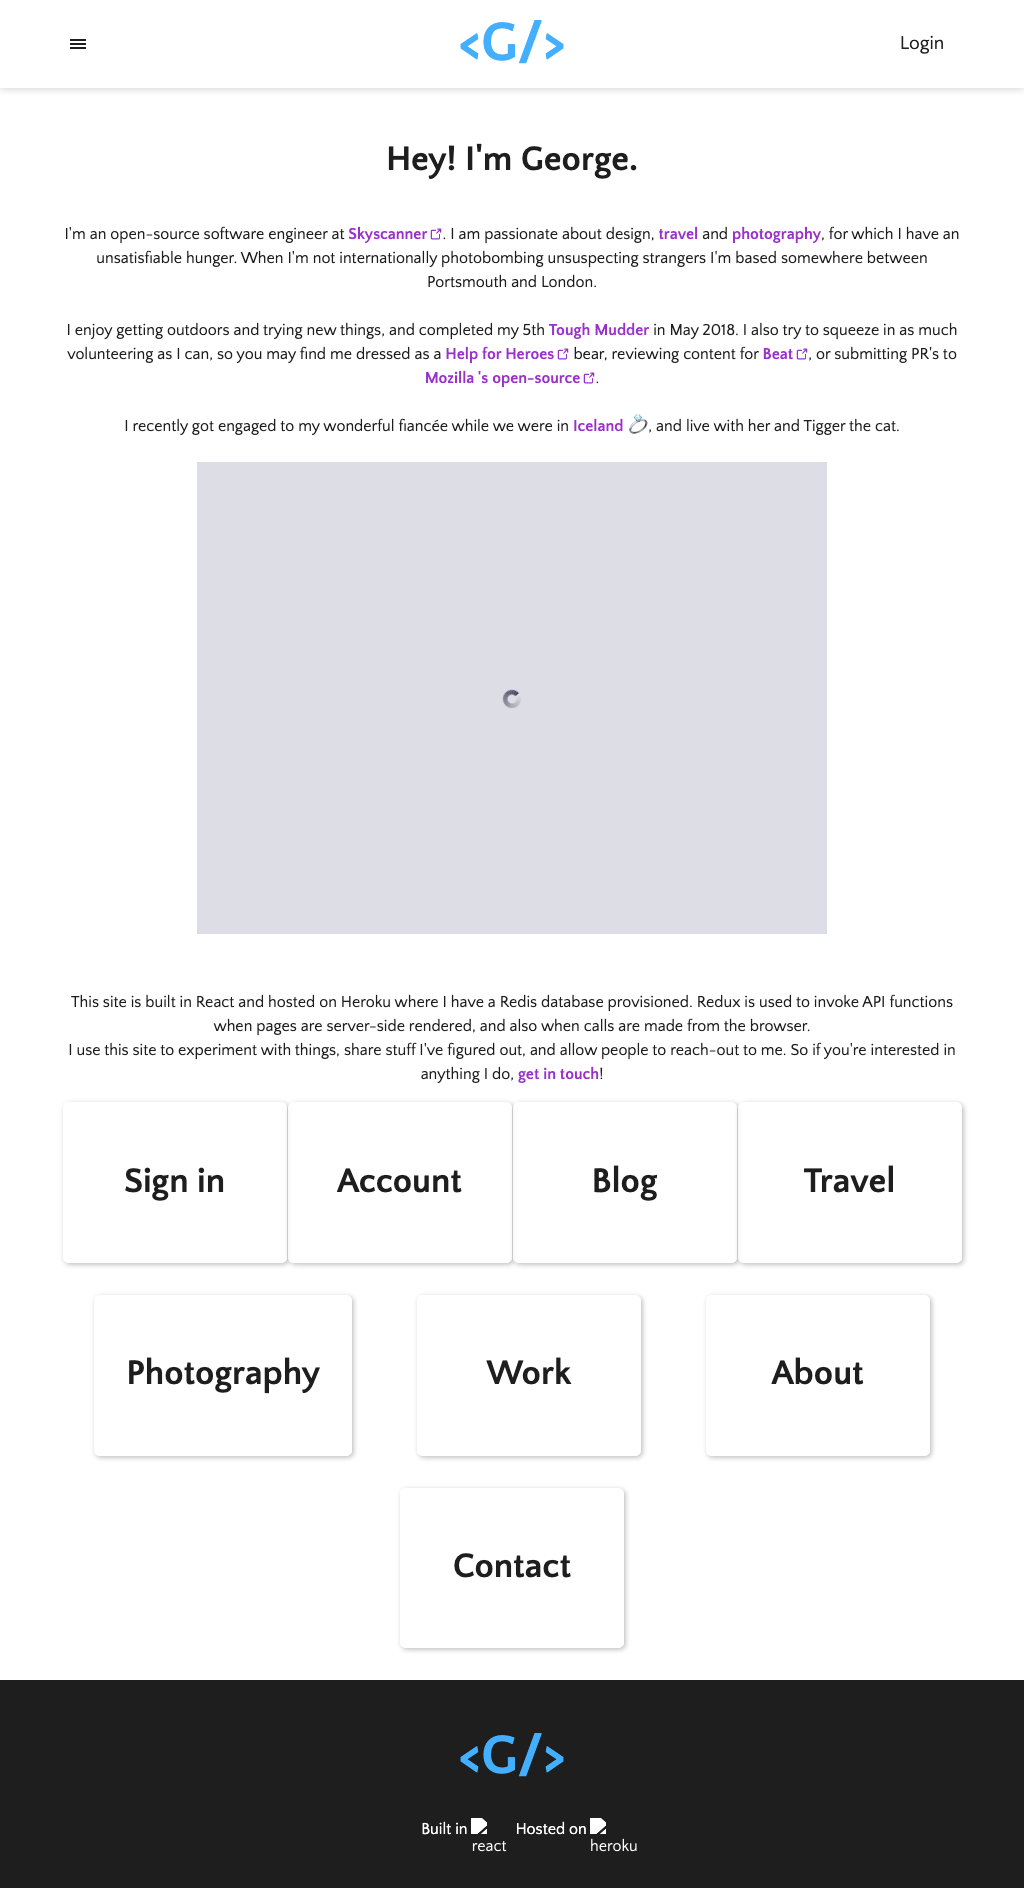 <G/>
Login
Hey! I'm George.
I'm an open-source software engineer at Skyscanner. I am passionate about design, travel and photography, for which I have an
unsatisfiable hunger. When I'm not internationally photobombing unsuspecting strangers I'm based somewhere between
Portsmouth and London.
I enjoy getting outdoors and trying new things, and completed my 5th Tough Mudder in May 2018. I also try to squeeze in as much
volunteering as I can, so you may find me dressed as a Help for Heroes bear, reviewing content for Beat, or submitting PR's to
Mozilla 's open-source.
I recently got engaged to my wonderful fiancée while we were in Iceland 💍, and live with her and Tigger the cat.
This site is built in React and hosted on Heroku where I have a Redis database provisioned. Redux is used to invoke API functions
when pages are server-side rendered, and also when calls are made from the browser.
I use this site to experiment with things, share stuff I've figured out, and allow people to reach-out to me. So if you're interested in
anything I do, get in touch!
Sign in
Account
Blog
Travel
Photography
Work
About
Contact
<G/>
Built in react Hosted on heroku